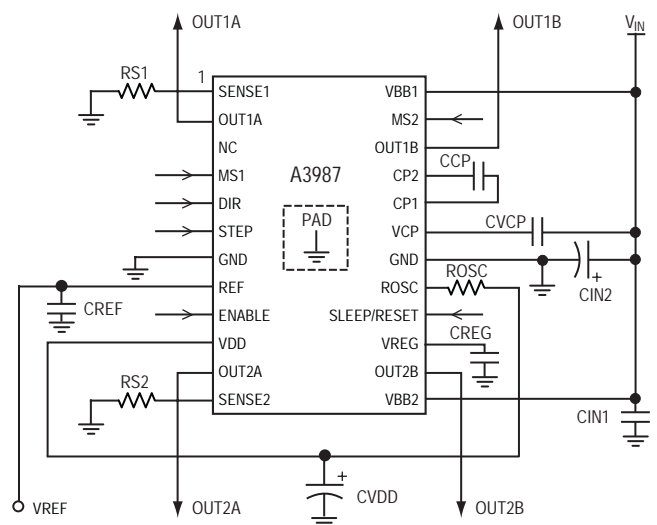 OUT1A
OUT1B
VIN
RS1
1
SENSE1
VBB1
OUT1A
MS2
NC
OUT1B
CCP
A3987
MS1
CP2
DIR
CP1
PAD
STEP
VCP
CVCP
GND
GND
ROSC
REF
ROSC
CIN2
+
CREF
ENABLE
SLEEP/RESET
CREG
VDD
VREG
OUT2A
OUT2B
RS2
SENSE2
VBB2
CIN1
+
VREF
OUT2A
CVDD
OUT2B